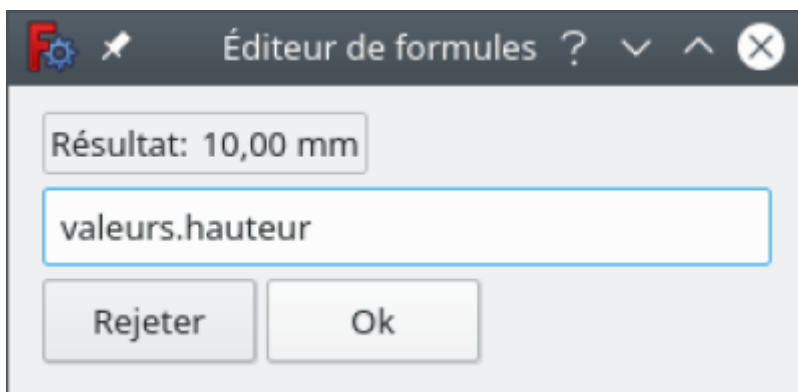 Éditeur de formules ?
Résultat: 10,00 mm
valeurs.hauteur
Rejeter Ok